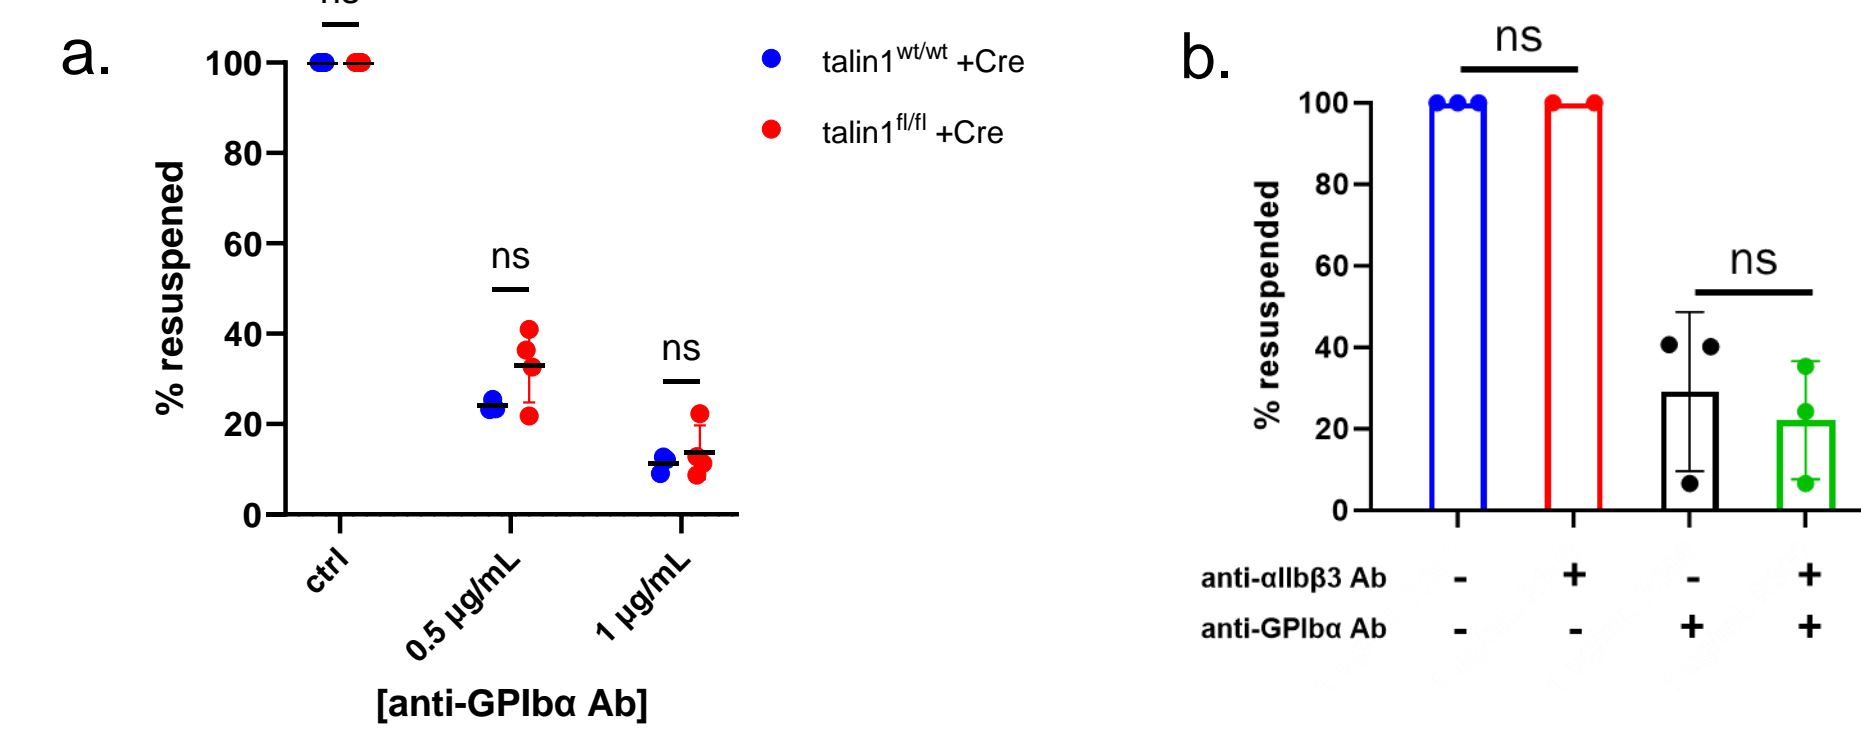 ns
a.
100
80
60
40
20
0
% resuspened
ns
ns
ctrl
0.5 µg/mL
1 µg/mL
[anti-GPIbα Ab]
talin1wt/wt +Cre
talin1fl/fl +Cre
b.
ns
100
80
60
40
20
0
% resuspended
ns
anti-αIIbβ3 Ab - + - +
anti-GPIbα Ab - - + +